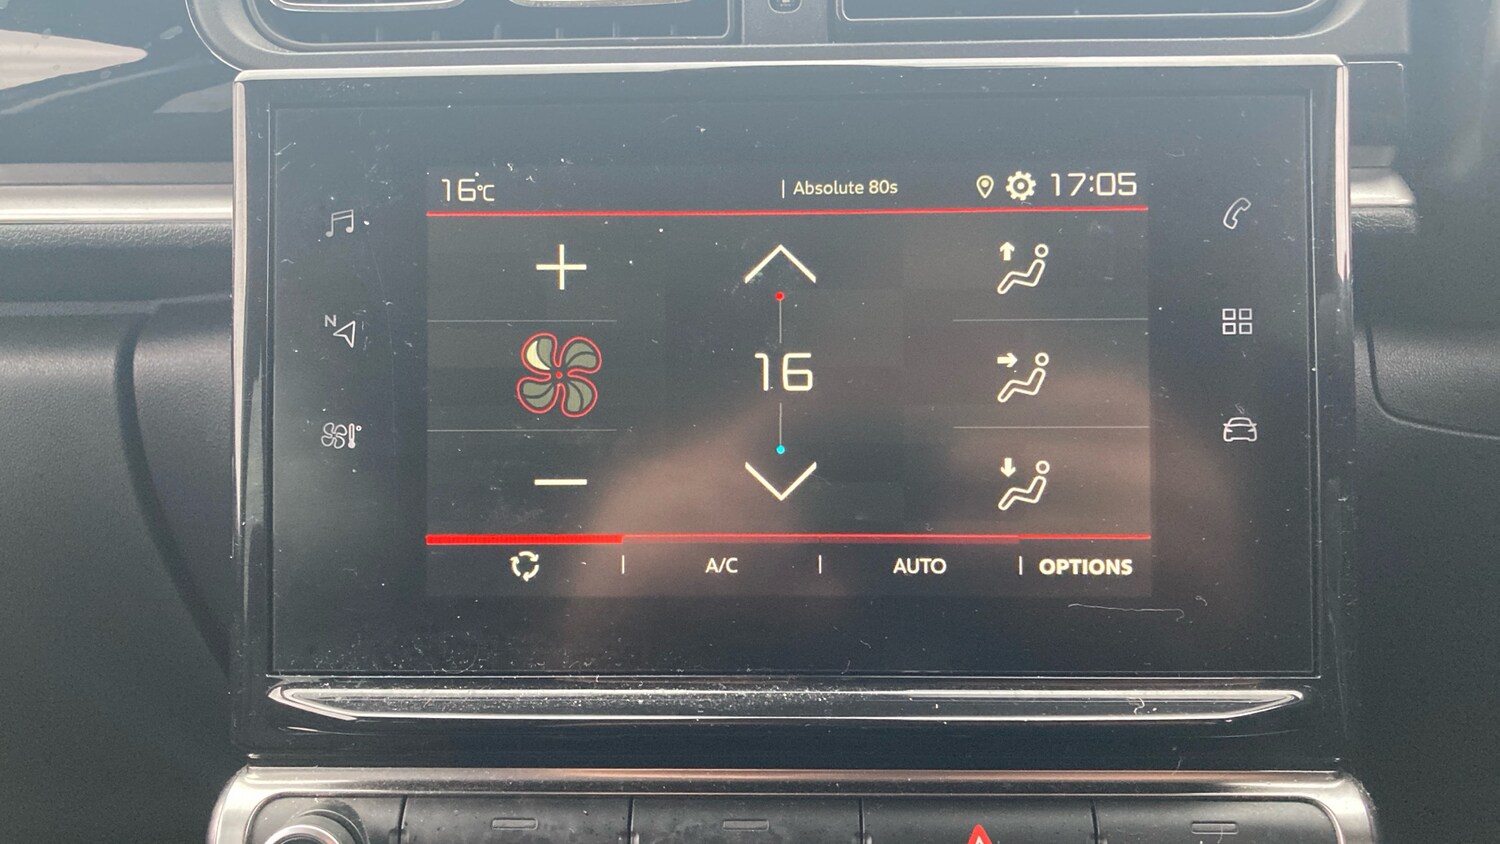 16°C
| Absolute 80s
17:05
N
16
A/C | AUTO | OPTIONS